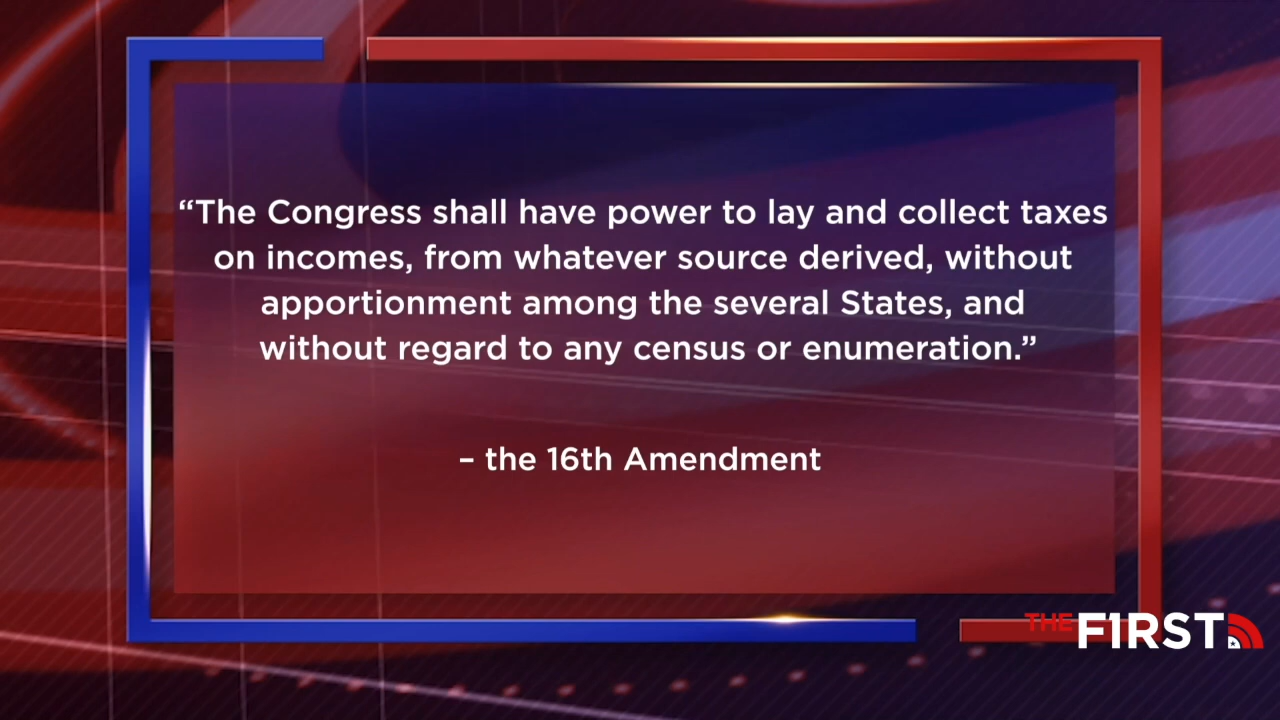 “The Congress shall have power to lay and collect taxes
on incomes, from whatever source derived, without
apportionment among the several States, and
without regard to any census or enumeration.”
– the 16th Amendment
THE FIRST